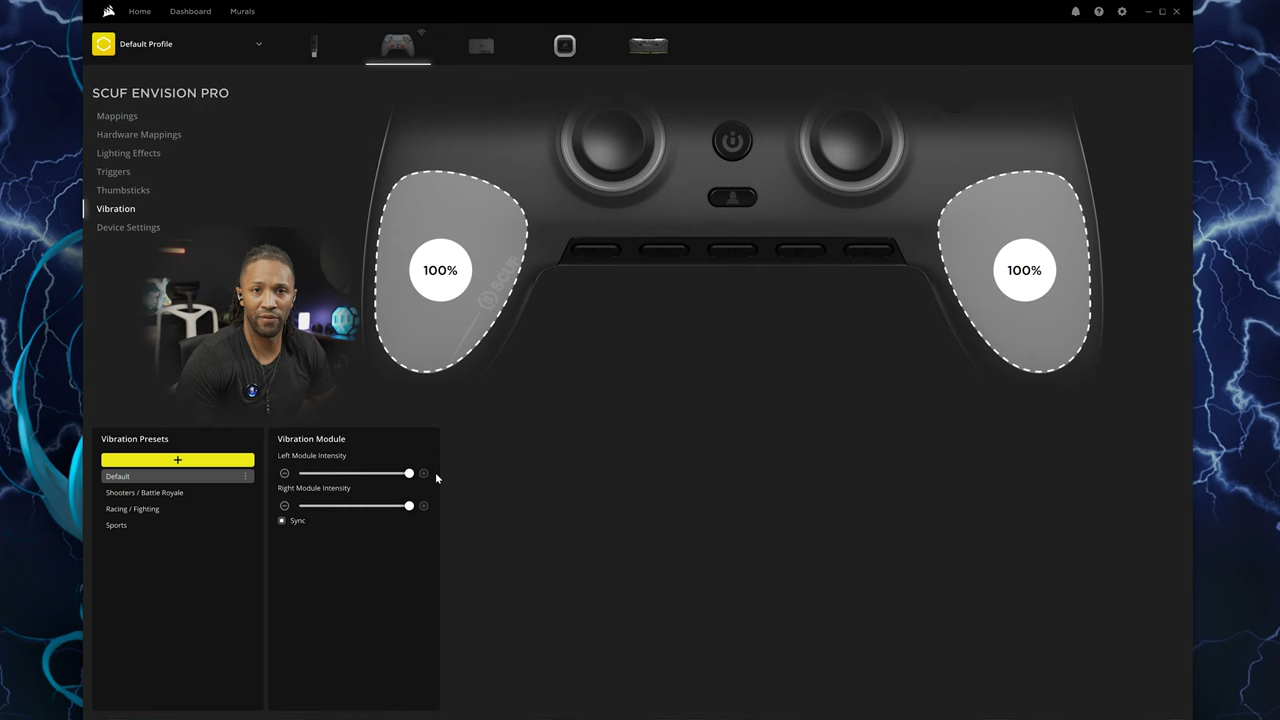 Home
Dashboard
Murals
Default Profile
SCUF ENVISION PRO
Mappings
Hardware Mappings
Lighting Effects
Triggers
Thumbsticks
Vibration
Device Settings
SCUF
100%
100%
Vibration Presets
Default
Shooters / Battle Royale
Racing / Fighting
Sports
Vibration Module
Left Module Intensity
Right Module Intensity
Sync